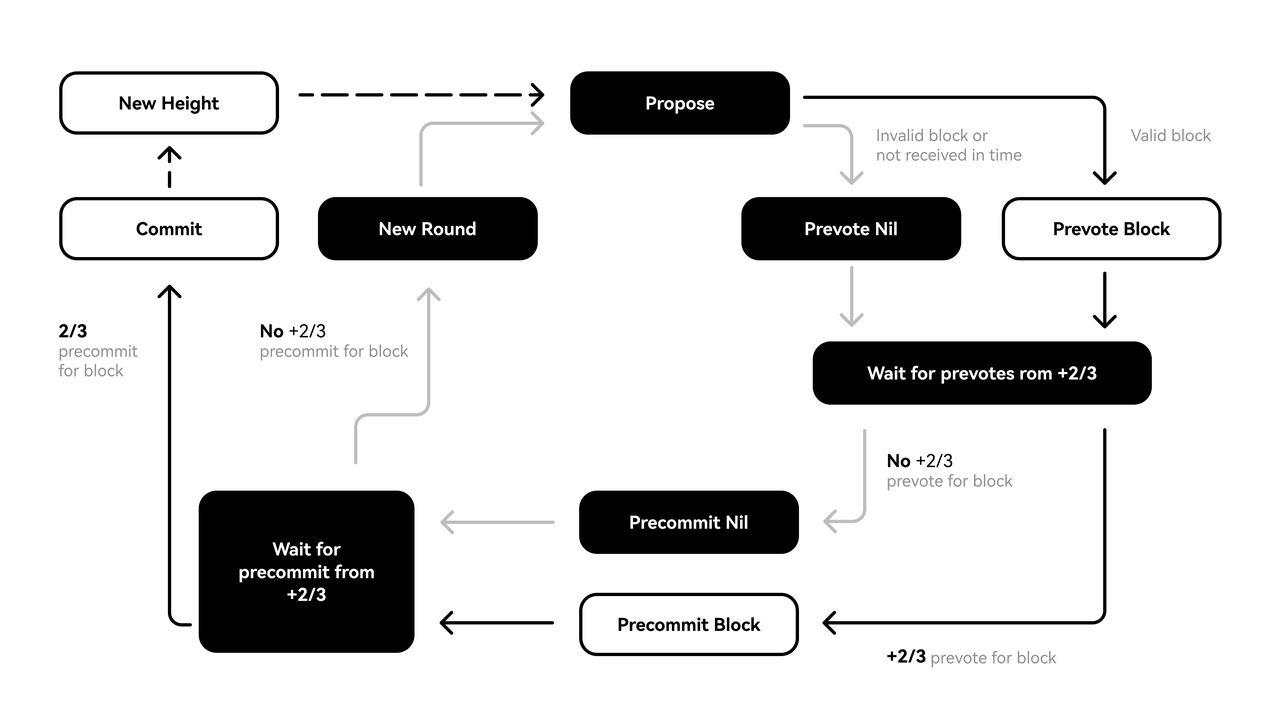 New Height
Propose
Invalid block or
not received in time
Valid block
Commit
New Round
Prevote Nil
Prevote Block
2/3
precommit
for block
No +2/3
precommit for block
Wait for prevotes rom +2/3
No +2/3
prevote for block
Wait for
precommit from
+2/3
Precommit Nil
Precommit Block
+2/3 prevote for block